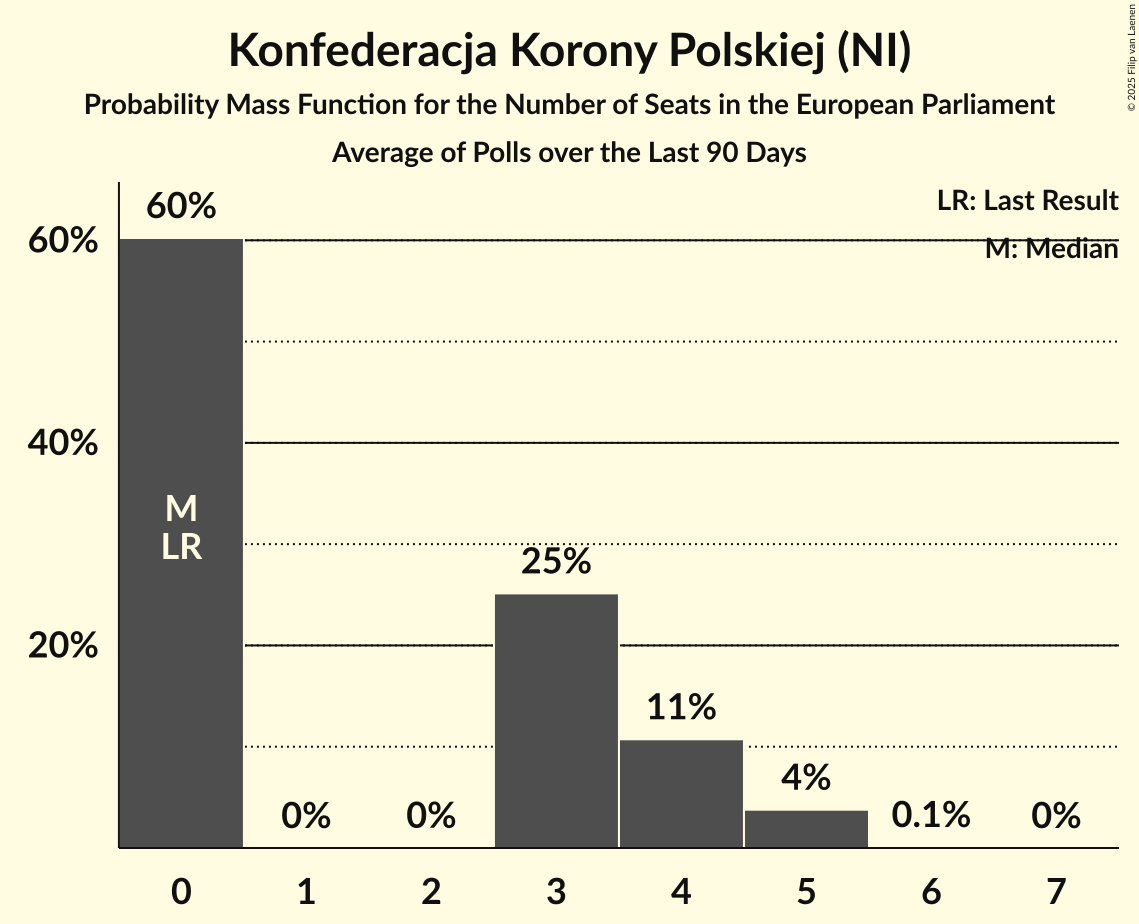 Konfederacja Korony Polskiej (NI)
Probability Mass Function for the Number of Seats in the European Parliament
Average of Polls over the Last 90 Days
© 2025 Filip van Laenen
LR: Last Result
M: Median
60%
40%
20%
60%
0%
0%
25%
11%
4%
0.1%
0%
M
LR
0 1 2 3 4 5 6 7